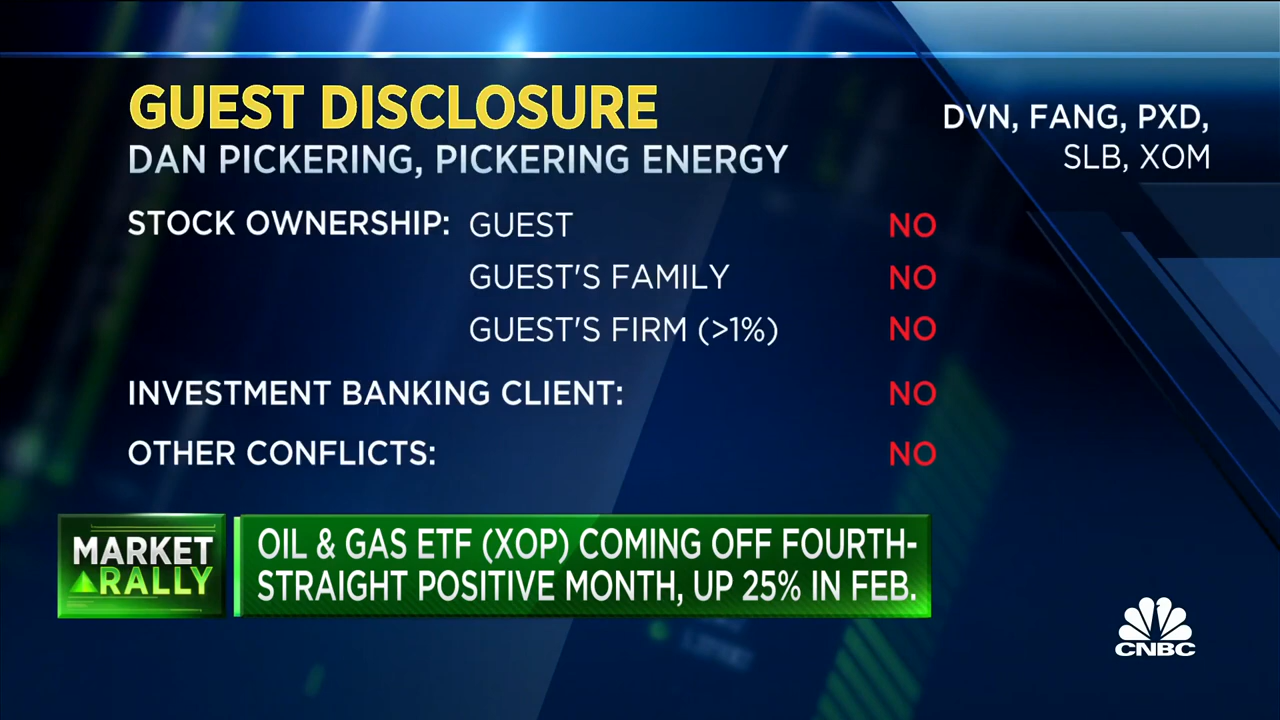 GUEST DISCLOSURE
DAN PICKERING, PICKERING ENERGY
DVN, FANG, PXD,
SLB, XOM
STOCK OWNERSHIP: GUEST NO
GUEST'S FAMILY NO
GUEST'S FIRM (>1%) NO
INVESTMENT BANKING CLIENT: NO
OTHER CONFLICTS: NO
MARKET
RALLY
OIL & GAS ETF (XOP) COMING OFF FOURTH-
STRAIGHT POSITIVE MONTH, UP 25% IN FEB.
CNBC